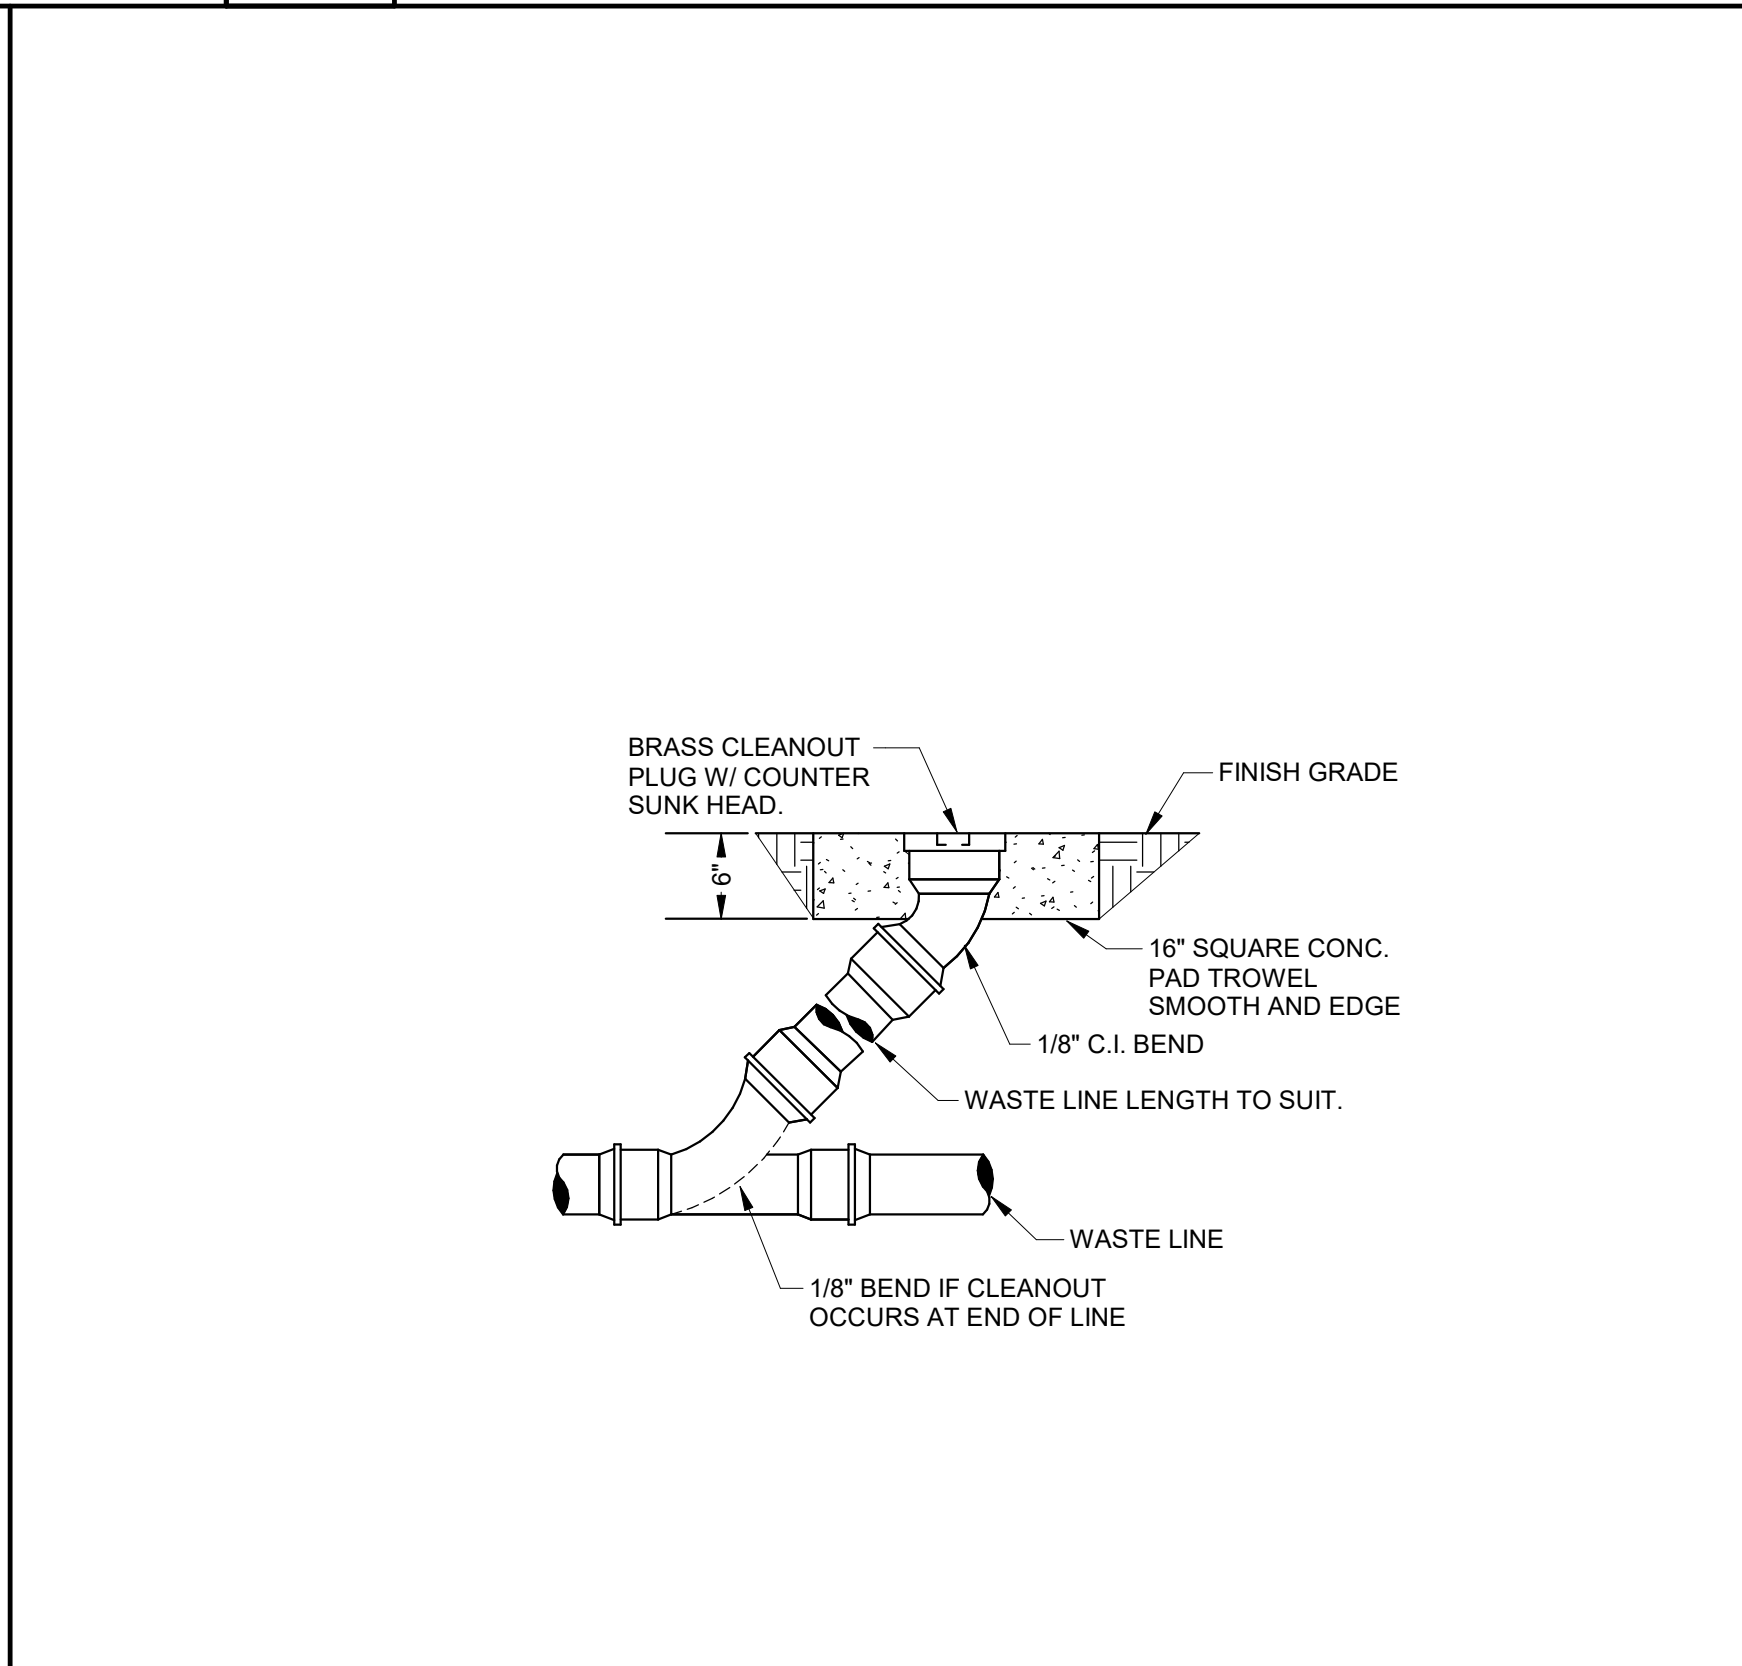 BRASS CLEANOUT
PLUG W/ COUNTER
SUNK HEAD.
FINISH GRADE
6"
16" SQUARE CONC.
PAD TROWEL
SMOOTH AND EDGE
1/8" C.I. BEND
WASTE LINE LENGTH TO SUIT.
WASTE LINE
1/8" BEND IF CLEANOUT
OCCURS AT END OF LINE